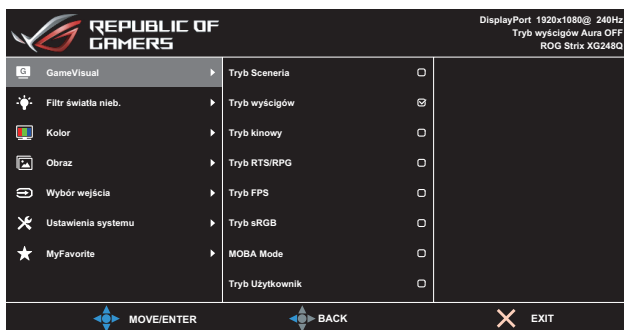 REPUBLIC OF
GAMERS
DisplayPort 1920x1080@ 240Hz
Tryb wyścigów Aura OFF
ROG Strix XG248Q
G GameVisual
Filtr światła nieb.
Kolor
Obraz
Wybór wejścia
Ustawienia systemu
MyFavorite
Tryb Sceneria
Tryb wyścigów
Tryb kinowy
Tryb RTS/RPG
Tryb FPS
Tryb sRGB
MOBA Mode
Tryb Użytkownik
MOVE/ENTER
BACK
EXIT